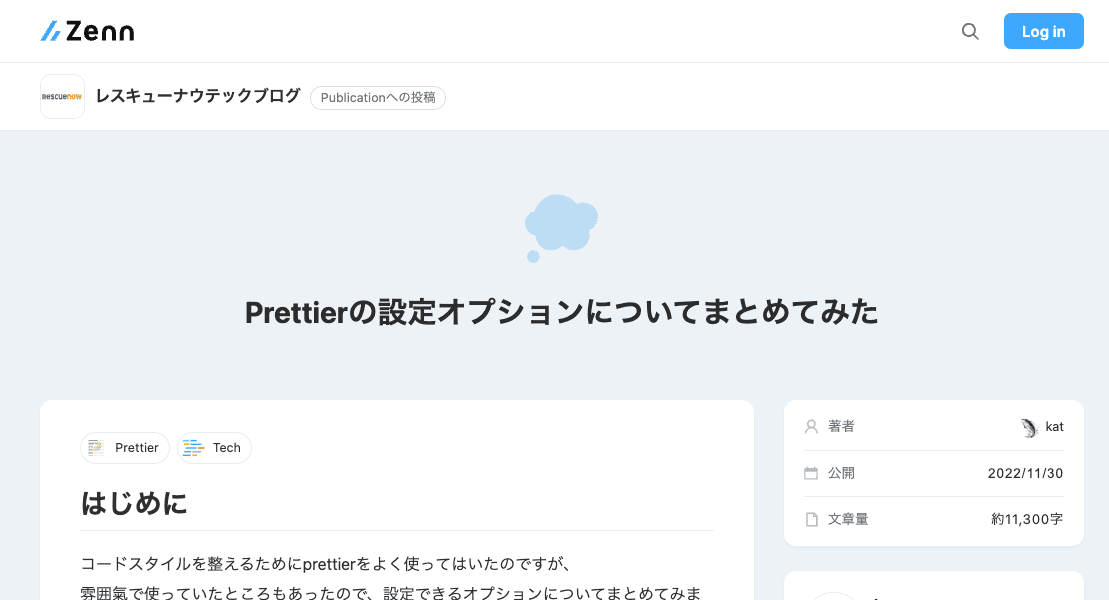 Zenn
Log in
RESCUENOW
レスキューナウテックブログ
Publicationへの投稿
Prettierの設定オプションについてまとめてみた
Prettier
Tech
はじめに
コードスタイルを整えるためにprettierをよく使ってはいたのですが、
雰囲氣で使っていたところもあったので、設定できるオプションについてまとめてみま
著者
kat
公開
2022/11/30
文章量
約11,300字